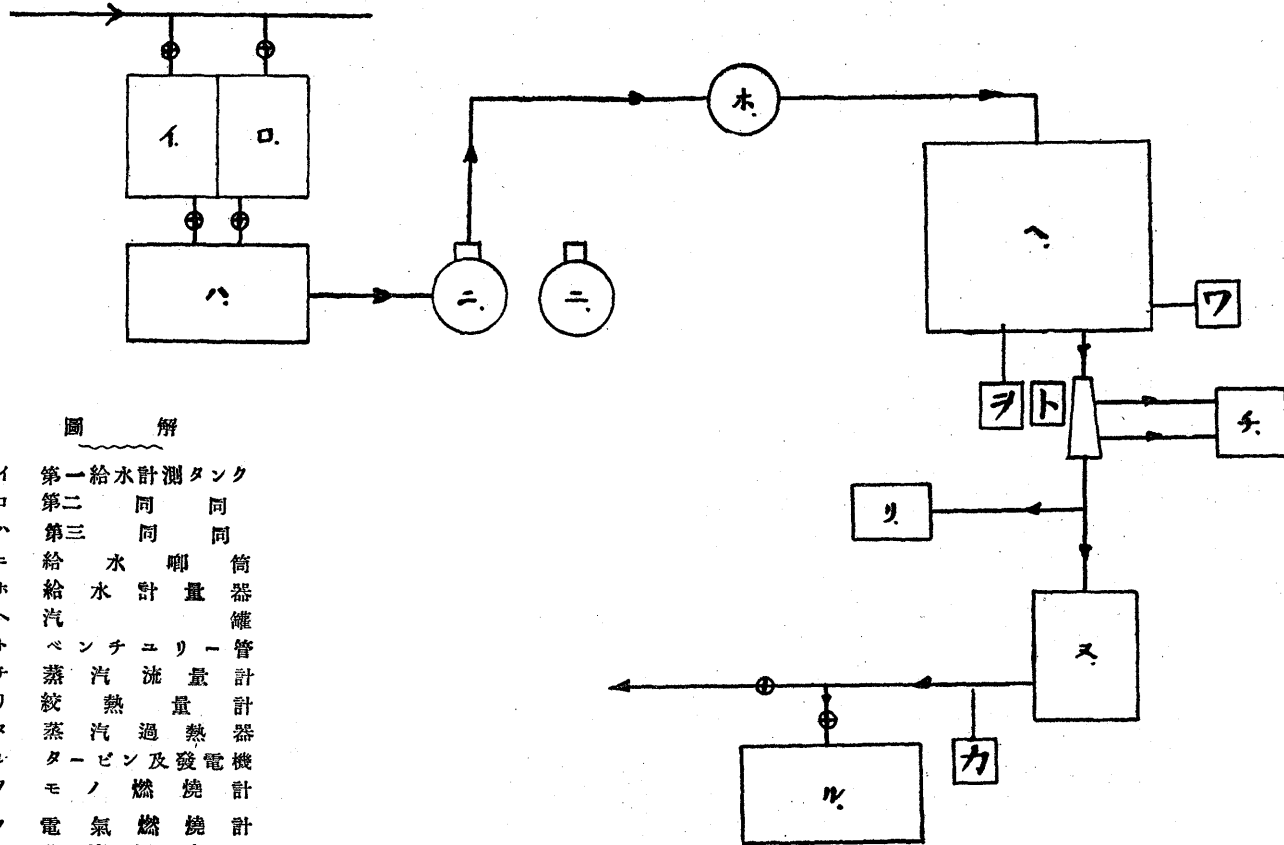 イ.
ロ.
ハ.
ニ.
ニ.
ホ.
ヘ.
ワ
ヲ
ト
チ.
リ.
ヌ.
カ
ル.
圖解
イ 第一給水計測タンク
ロ 第二同同
ハ 第三同同
ニ 給水喞筒
ホ 給水計量器
ヘ 汽罐
ト ベンチユリー管
チ 蒸汽流量計
リ 絞熱量計
ヌ 蒸汽過熱器
ル タービン及發電機
ヲ モノ燃燒計
ワ 電氣燃燒計